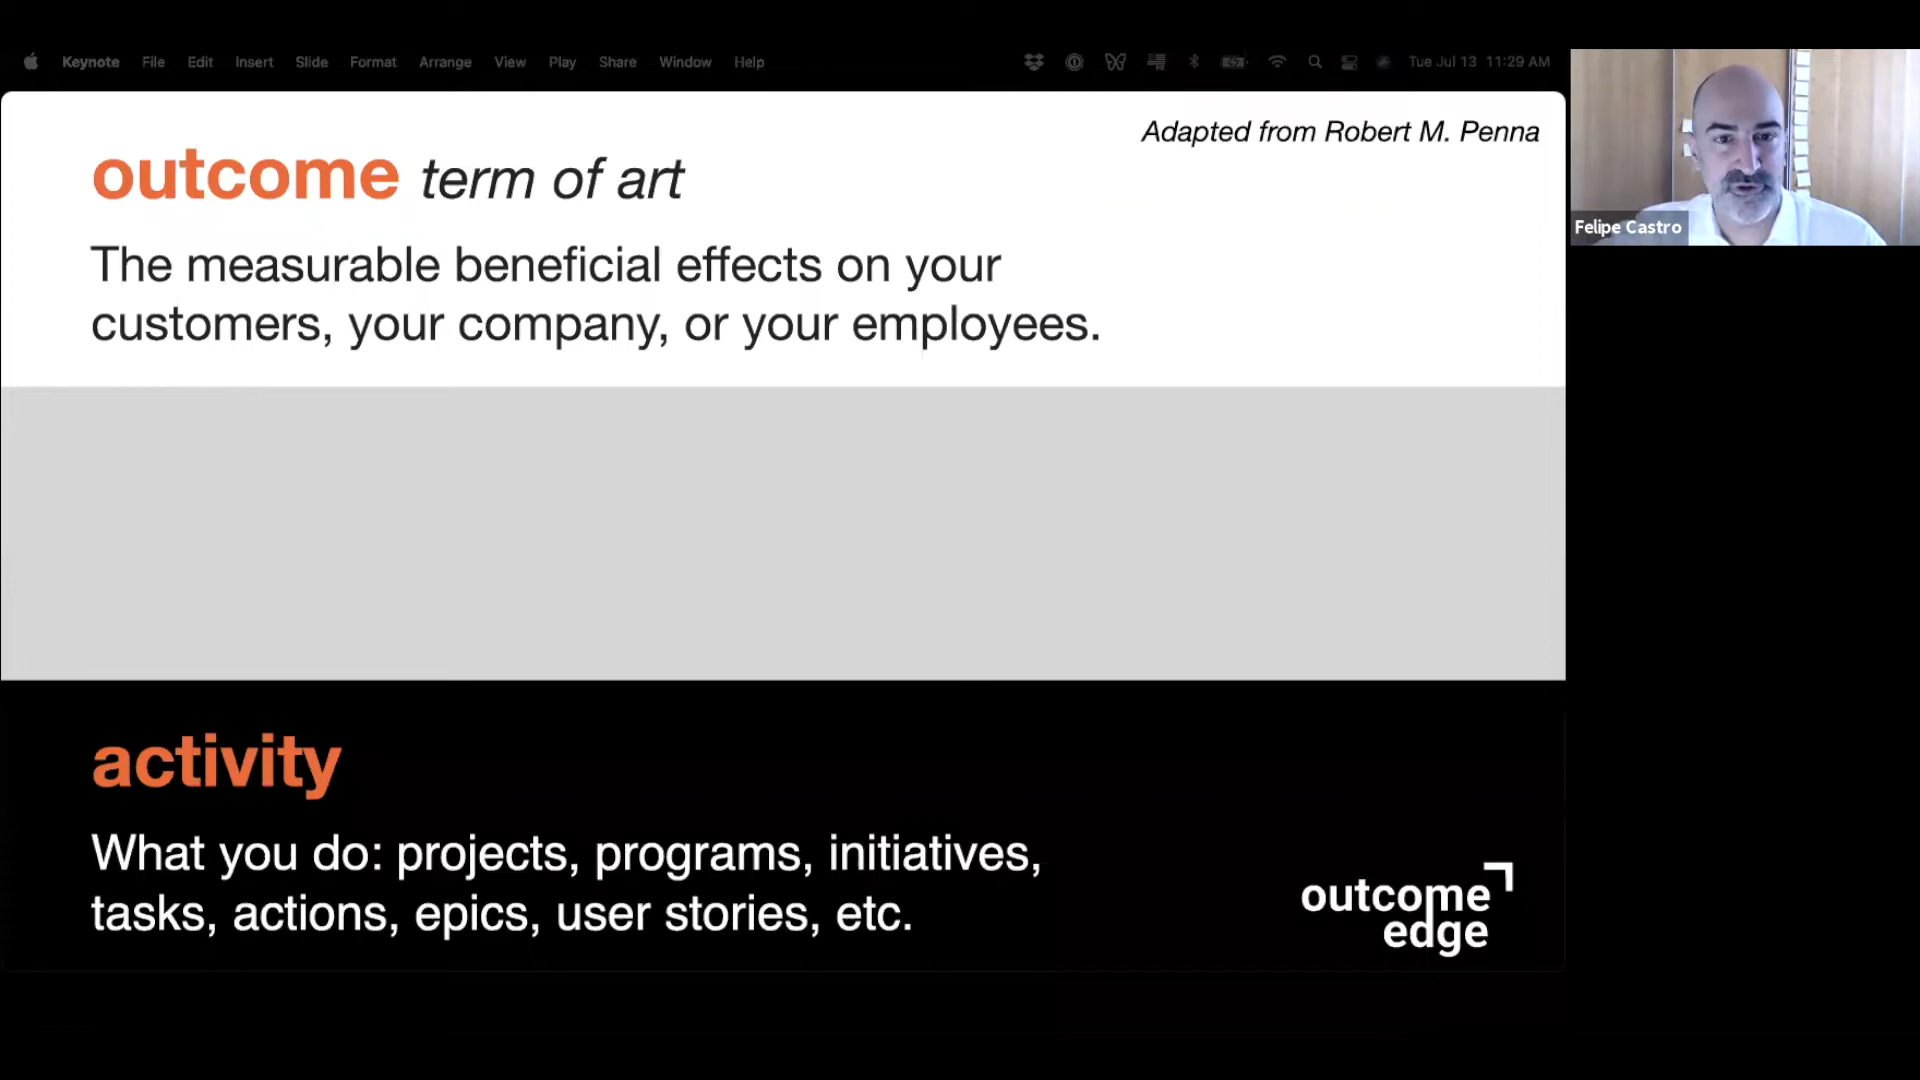 Keynote File Edit Insert Slide Format Arrange View Play Share Window Help Tue Jul 13 11:29 AM
Adapted from Robert M. Penna
outcome term of art
The measurable beneficial effects on your
customers, your company, or your employees.
Felipe Castro
activity
What you do: projects, programs, initiatives,
tasks, actions, epics, user stories, etc.
outcome
edge